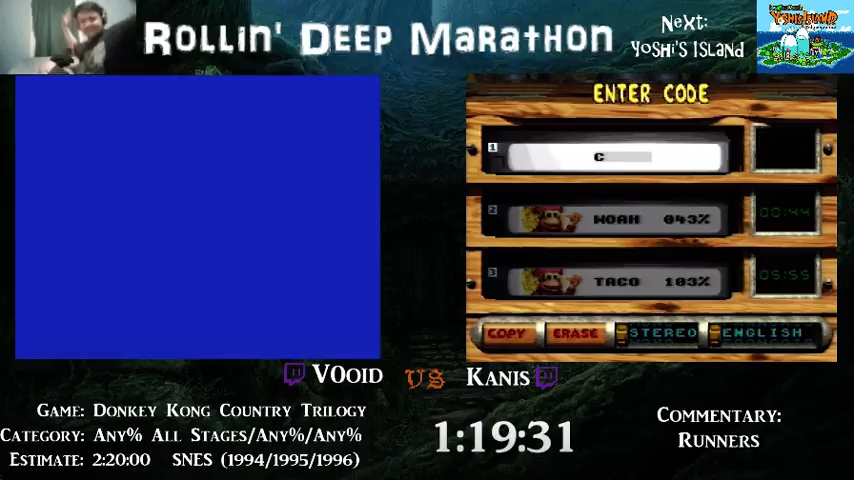 Rollin' Deep Marathon
Next:
Yoshi's Island
Yoshi's Island
ENTER CODE
1
C
2
WOAH 043%
00:44
3
TACO 103%
05:55
COPY ERASE STEREO ENGLISH
V0oid VS Kanis
Game: Donkey Kong Country Trilogy
Category: Any% All Stages/Any%/Any%
Estimate: 2:20:00 SNES (1994/1995/1996)
1:19:31
Commentary:
Runners